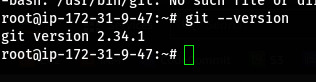 -bash: /usr/bin/git: No such file or di
root@ip-172-31-9-47:~# git --version
git version 2.34.1
root@ip-172-31-9-47:~#